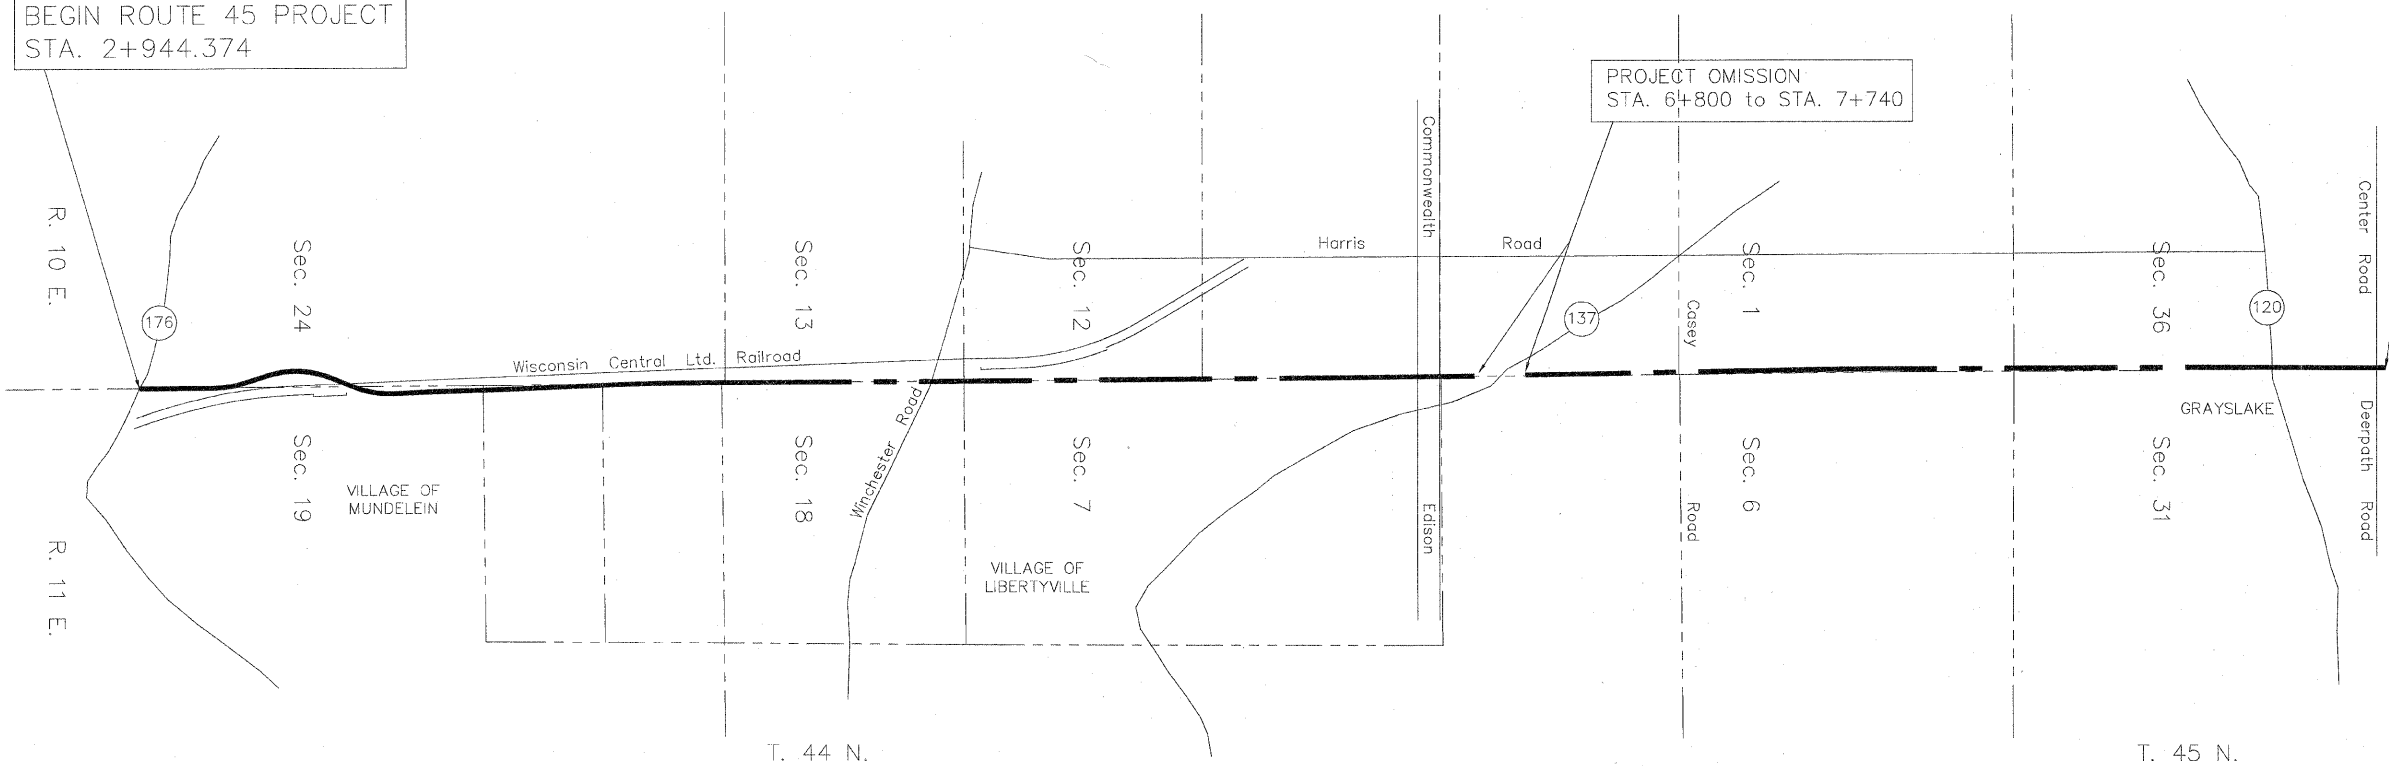 BEGIN ROUTE 45 PROJECT
STA. 2+944.374
PROJECT OMISSION
STA. 6+800 to STA. 7+740
R. 10 E.
R. 11 E.
176
Sec. 24
Sec. 19
VILLAGE OF
MUNDELEIN
Wisconsin Central Ltd. Railroad
Sec. 13
Sec. 18
Winchester Road
Sec. 12
Sec. 7
VILLAGE OF
LIBERTYVILLE
Harris Road
Commonwealth
Edison
137
Casey
Road
Sec. 1
Sec. 6
Sec. 36
Sec. 31
120
GRAYSLAKE
Center Road
Deerpath Road
T. 44 N.
T. 45 N.